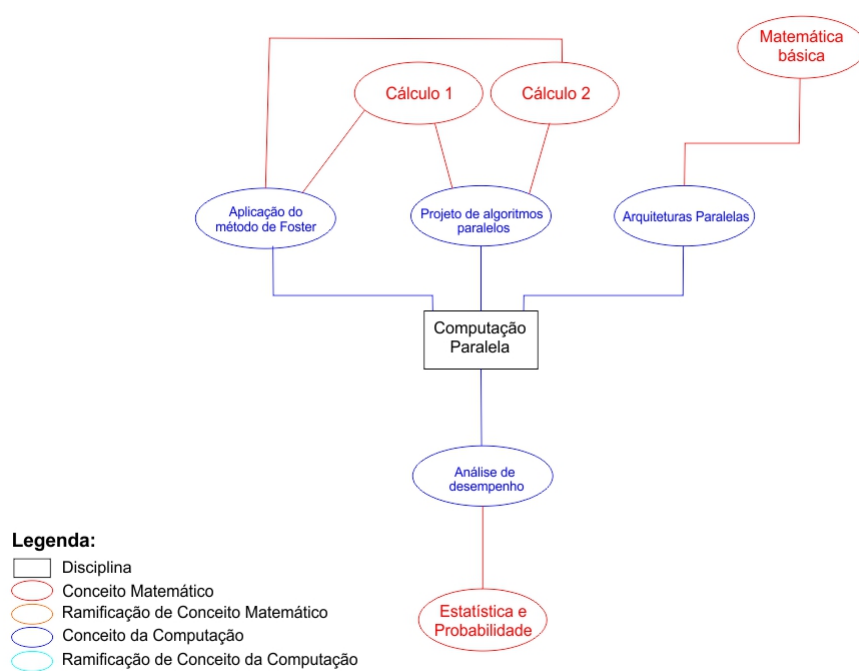 Matemática
básica
Cálculo 1
Cálculo 2
Aplicação do
método de Foster
Projeto de algoritmos
paralelos
Arquiteturas Paralelas
Computação
Paralela
Análise de
desempenho
Estatística e
Probabilidade
Legenda:
Disciplina
Conceito Matemático
Ramificação de Conceito Matemático
Conceito da Computação
Ramificação de Conceito da Computação